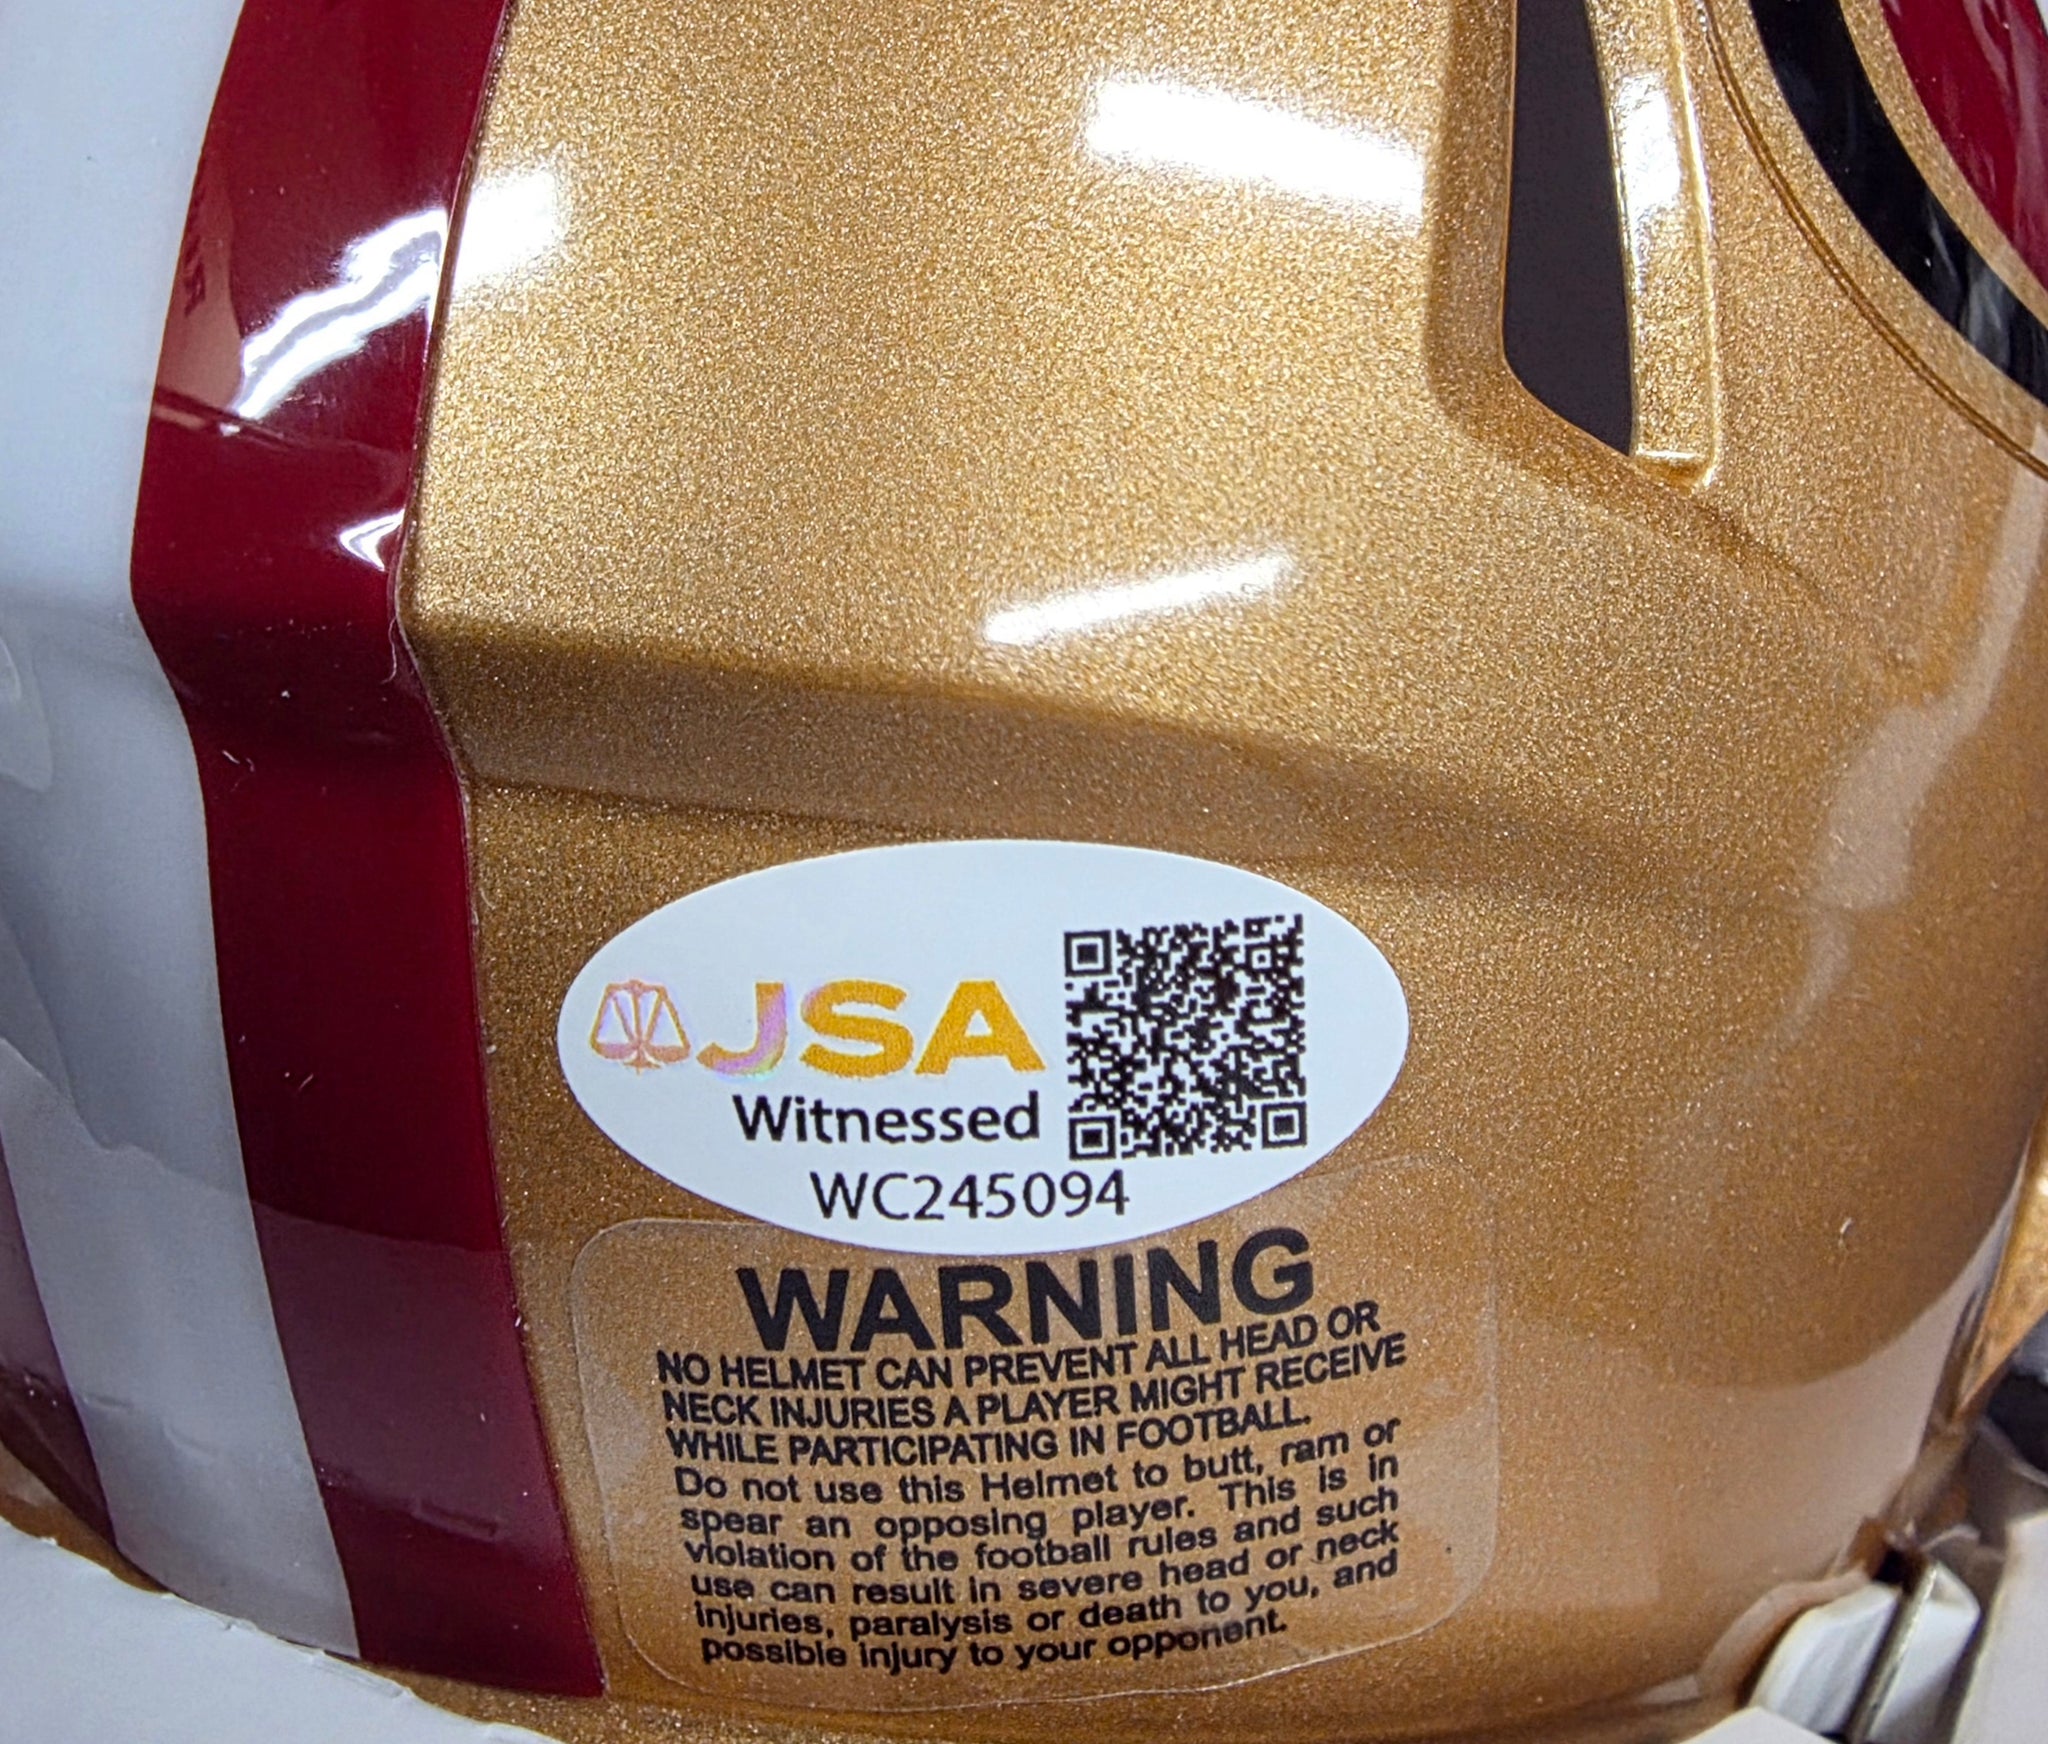 JSA
Witnessed
WC245094
WARNING
NO HELMET CAN PREVENT ALL HEAD OR
NECK INJURIES A PLAYER MIGHT RECEIVE
WHILE PARTICIPATING IN FOOTBALL.
Do not use this Helmet to butt, ram or
spear an opposing player. This is in
violation of the football rules and such
use can result in severe head or neck
injuries, paralysis or death to you, and
possible injury to your opponent.